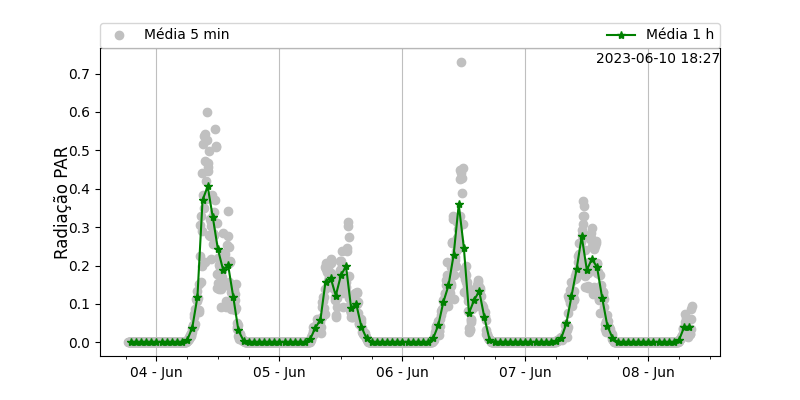 Média 5 min
Média 1 h
2023-06-10 18:27
Radiação PAR
0.7
0.6
0.5
0.4
0.3
0.2
0.1
0.0
04 - Jun
05 - Jun
06 - Jun
07 - Jun
08 - Jun